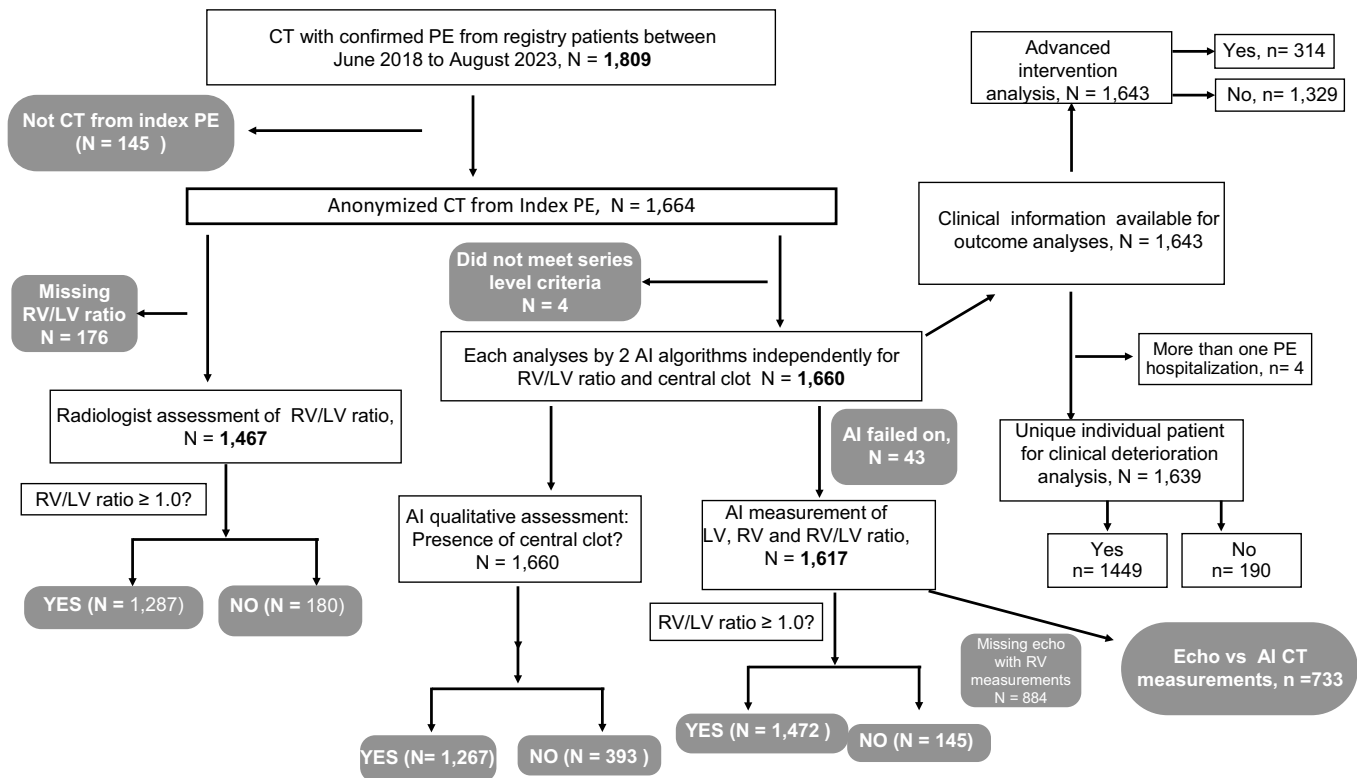 CT with confirmed PE from registry patients between
June 2018 to August 2023, N = 1,809
Not CT from index PE
(N = 145 )
Anonymized CT from Index PE, N = 1,664
Missing
RV/LV ratio
N = 176
Did not meet series
level criteria
N = 4
Radiologist assessment of RV/LV ratio,
N = 1,467
RV/LV ratio ≥ 1.0?
YES (N = 1,287)
NO (N = 180)
Each analyses by 2 AI algorithms independently for
RV/LV ratio and central clot N = 1,660
AI qualitative assessment:
Presence of central clot?
N = 1,660
YES (N= 1,267)
NO (N = 393 )
AI failed on,
N = 43
AI measurement of
LV, RV and RV/LV ratio,
N = 1,617
RV/LV ratio ≥ 1.0?
YES (N = 1,472 )
NO (N = 145)
Missing echo
with RV
measurements
N = 884
Echo vs AI CT
measurements, n =733
Advanced
intervention
analysis, N = 1,643
Yes, n= 314
No, n= 1,329
Clinical information available for
outcome analyses, N = 1,643
More than one PE
hospitalization, n= 4
Unique individual patient
for clinical deterioration
analysis, N = 1,639
Yes
n= 1449
No
n= 190